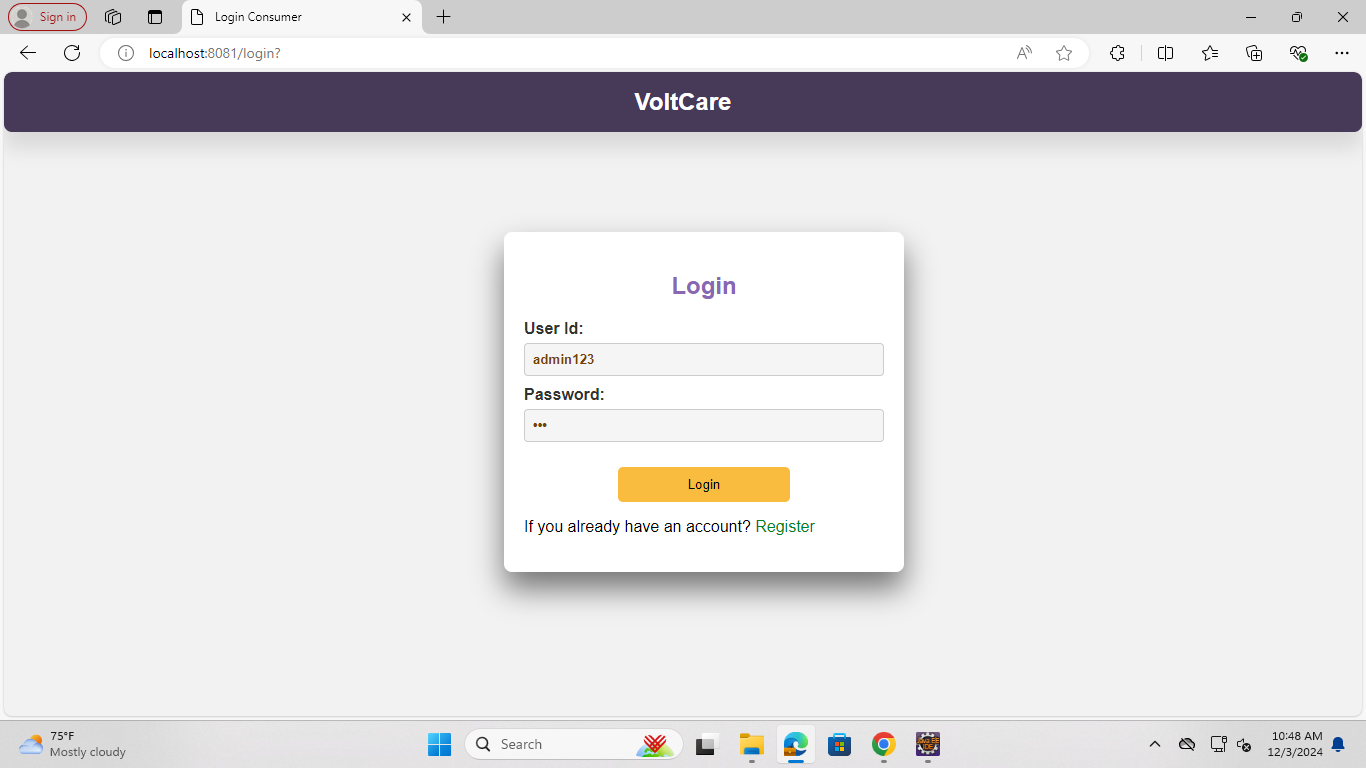 Sign in
Login Consumer
localhost:8081/login?
VoltCare
Login
User Id:
admin123
Password:
•••
Login
If you already have an account? Register
75°F
Mostly cloudy
Search
10:48 AM
12/3/2024